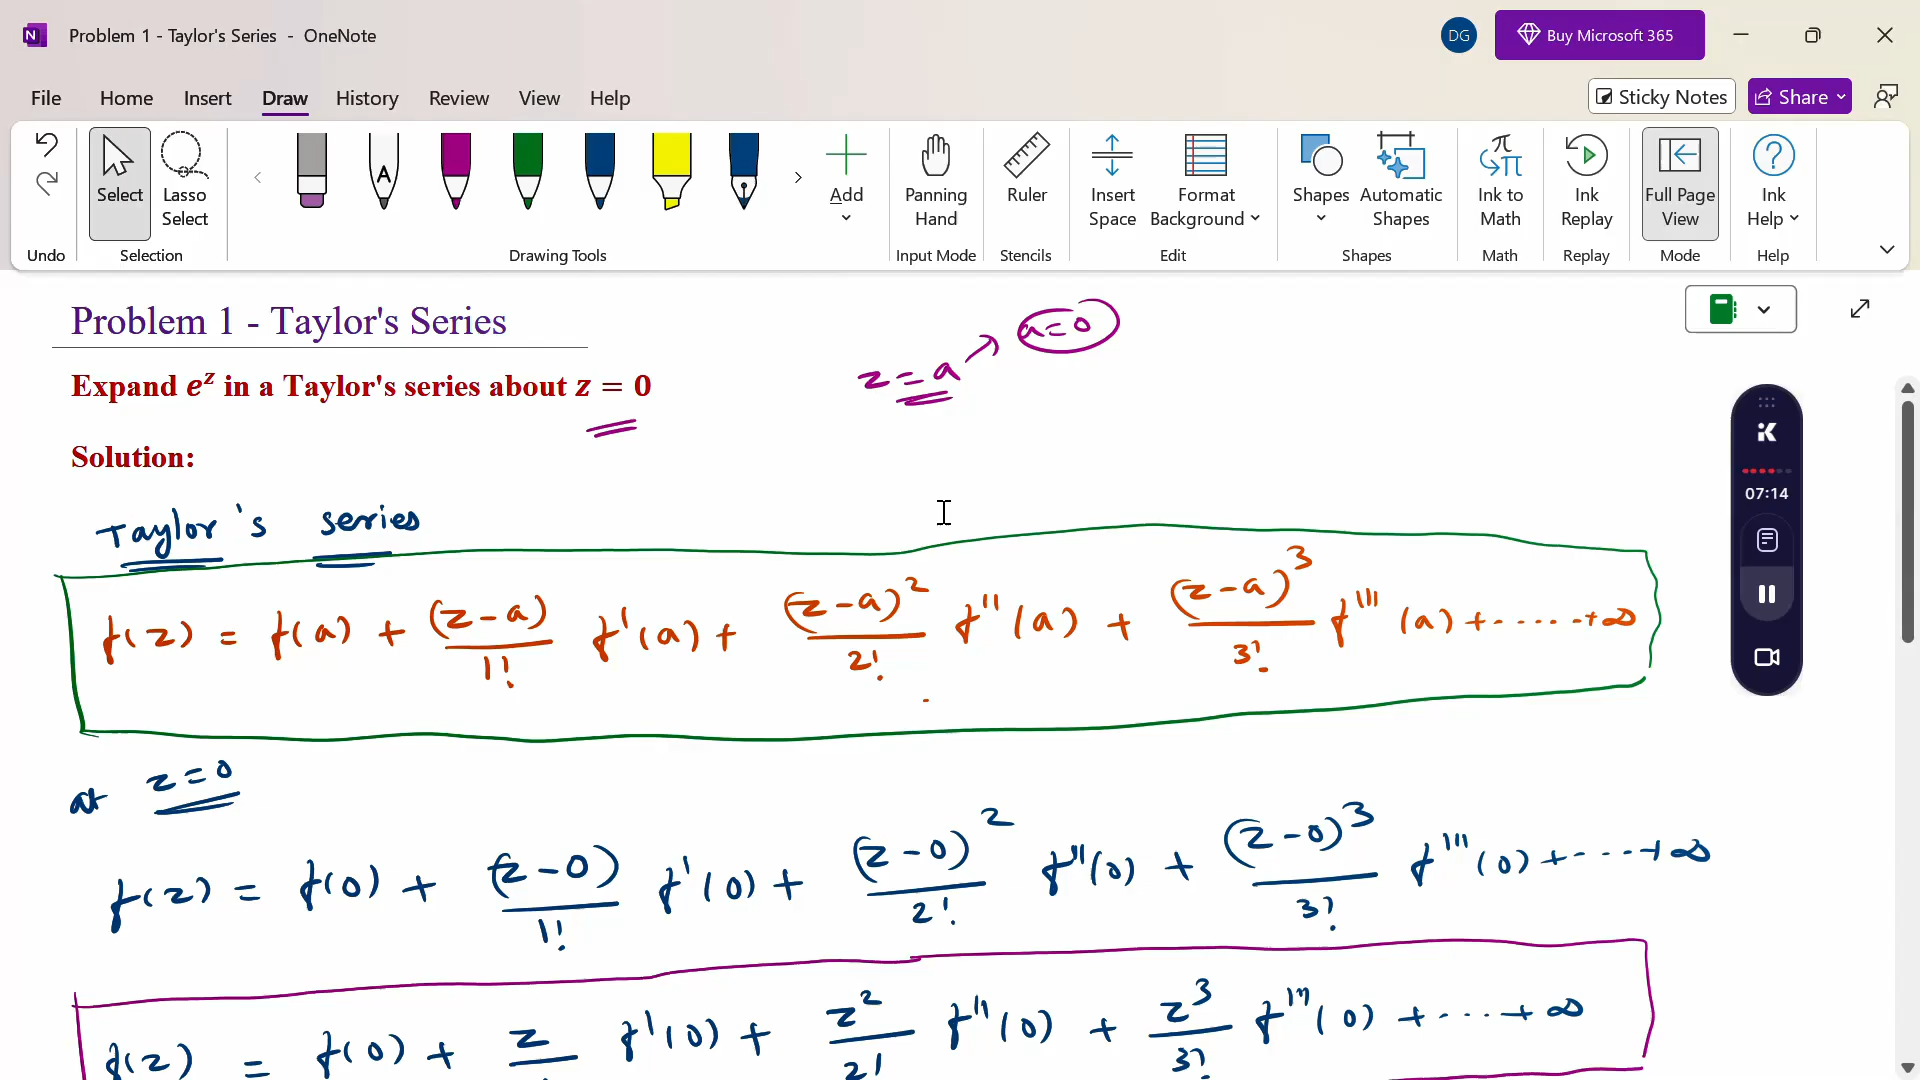 Problem 1 - Taylor's Series - OneNote
DG
Buy Microsoft 365
File Home Insert Draw History Review View Help
Sticky Notes
Share
Select
Lasso Select
A
Add
Panning Hand
Ruler
Insert Space
Format Background
Shapes
Automatic Shapes
Ink to Math
Ink Replay
Full Page View
Ink Help
Undo Selection Drawing Tools Input Mode Stencils Edit Shapes Math Replay Mode Help
Problem 1 - Taylor's Series
z = a → a=0
Expand e^z in a Taylor's series about z = 0
Solution:
07:14
Taylor's series
f(z) = f(a) + (z-a)/1! f'(a) + (z-a)^2/2! f''(a) + (z-a)^3/3! f'''(a) + ...... + ∞
at z=0
f(z) = f(0) + (z-0)/1! f'(0) + (z-0)^2/2! f''(0) + (z-0)^3/3! f'''(0) + ..... + ∞
f(z) = f(0) + z f'(0) + z^2/2! f''(0) + z^3/3! f'''(0) + ..... + ∞